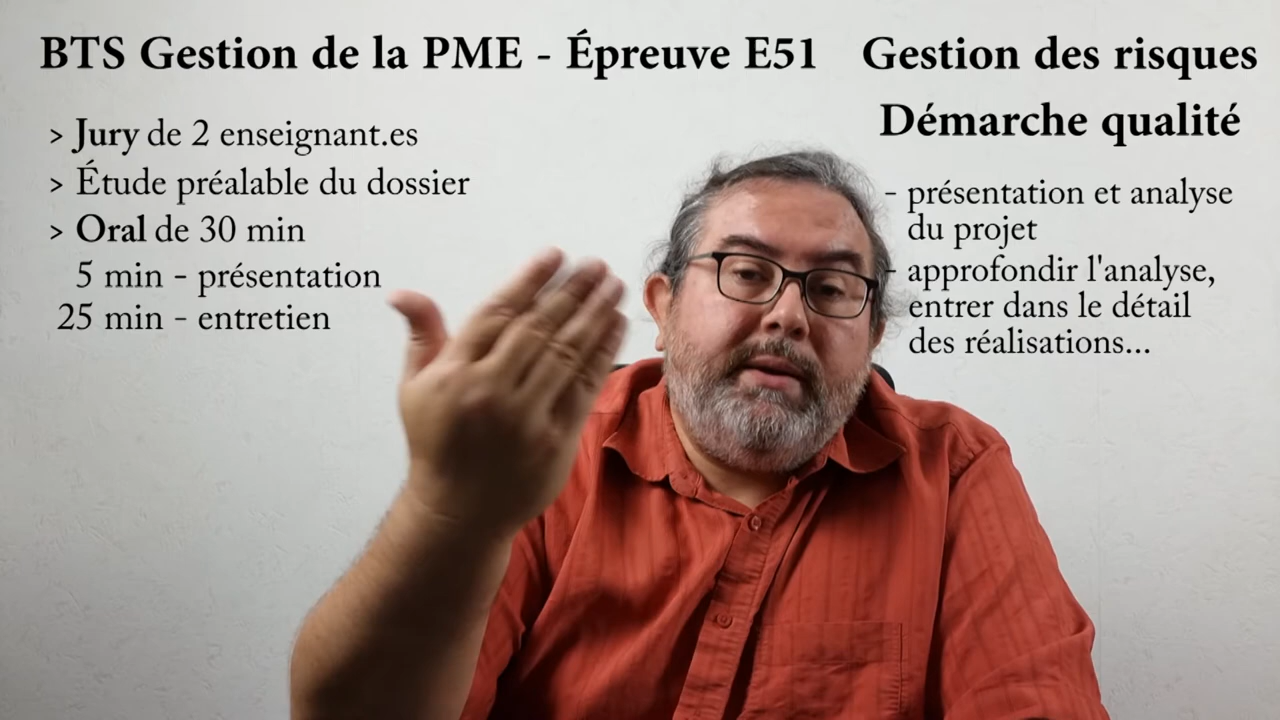 BTS Gestion de la PME - Épreuve E51
> Jury de 2 enseignant.es
> Étude préalable du dossier
> Oral de 30 min
5 min - présentation
25 min - entretien
Gestion des risques
Démarche qualité
- présentation et analyse
du projet
- approfondir l'analyse,
entrer dans le détail
des réalisations...